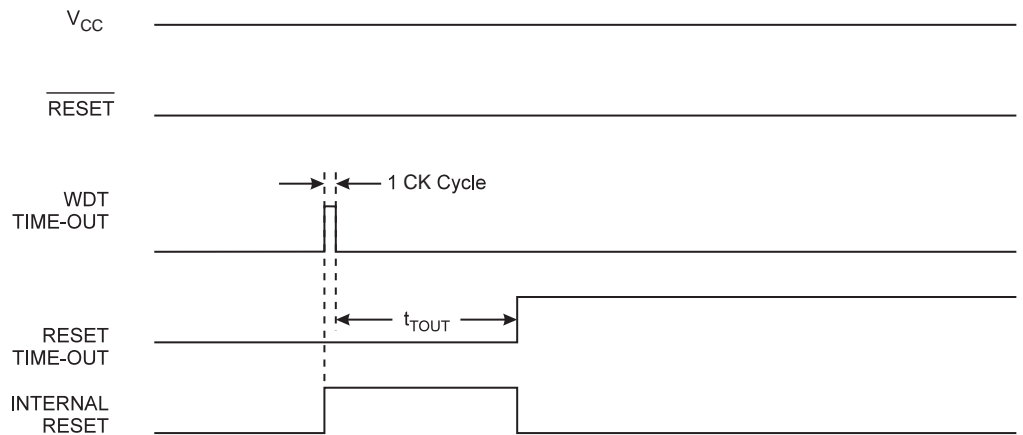 VCC
RESET
1 CK Cycle
WDT
TIME-OUT
tTOUT
RESET
TIME-OUT
INTERNAL
RESET